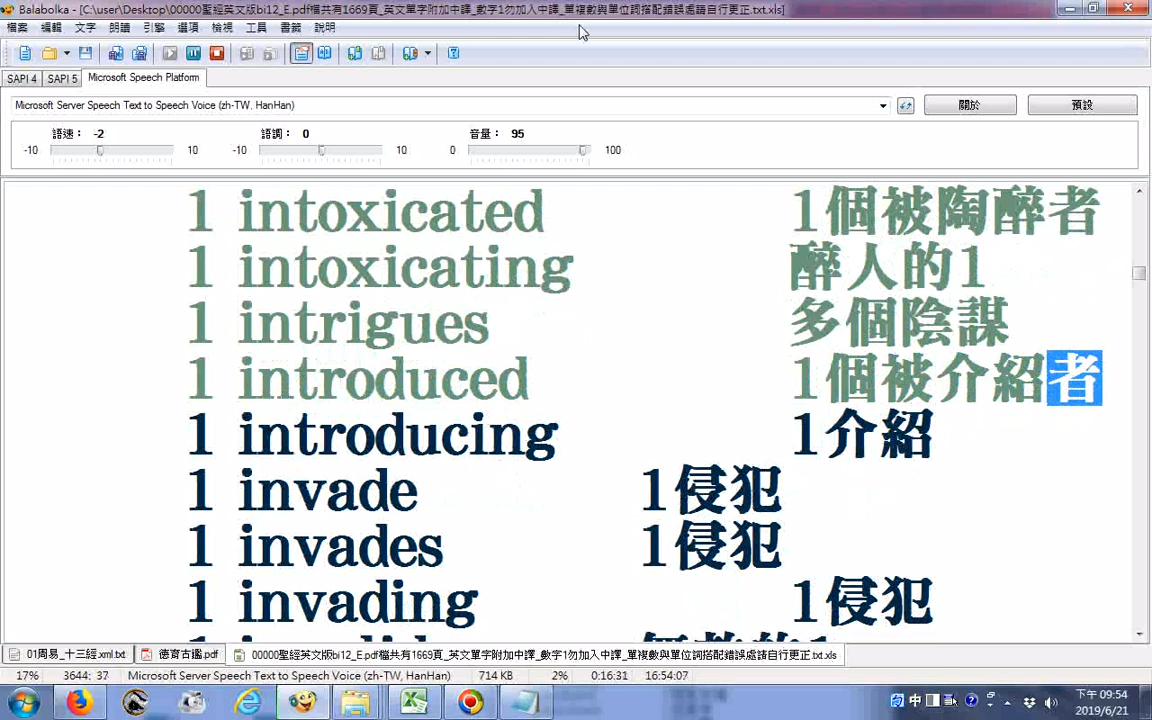 Balabolka - [C:\user\Desktop\00000聖經英文版bi12_E.pdf檔共有1669頁_英文單字附加中譯_數字1勿加入中譯_單複數與單位詞搭配錯誤處請自行更正.txt.xls]
檔案 編輯 文字 朗讀 引擎 選項 檢視 工具 書籤 說明
SAPI 4 SAPI 5 Microsoft Speech Platform
Microsoft Server Speech Text to Speech Voice (zh-TW, HanHan) 關於 預設
語速： -2 語調： 0 音量： 95
-10 10 -10 10 0 100
1 intoxicated 1個被陶醉者
1 intoxicating 醉人的1
1 intrigues 多個陰謀
1 introduced 1個被介紹者
1 introducing 1介紹
1 invade 1侵犯
1 invades 1侵犯
1 invading 1侵犯
01周易_十三經.xml.txt 德育古鑑.pdf 00000聖經英文版bi12_E.pdf檔共有1669頁_英文單字附加中譯_數字1勿加入中譯_單複數與單位詞搭配錯誤處請自行更正.txt.xls
17% 3644: 37 Microsoft Server Speech Text to Speech Voice (zh-TW, HanHan) 714 KB 2% 0:16:31 16:54:07
中 下午 09:54
2019/6/21